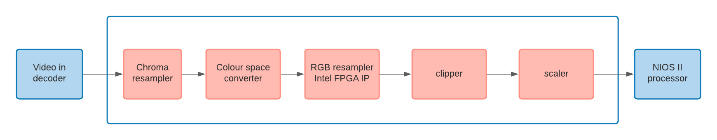 Video in
decoder
Chroma
resampler
Colour space
converter
RGB resampler
Intel FPGA IP
clipper
scaler
NIOS II
processor